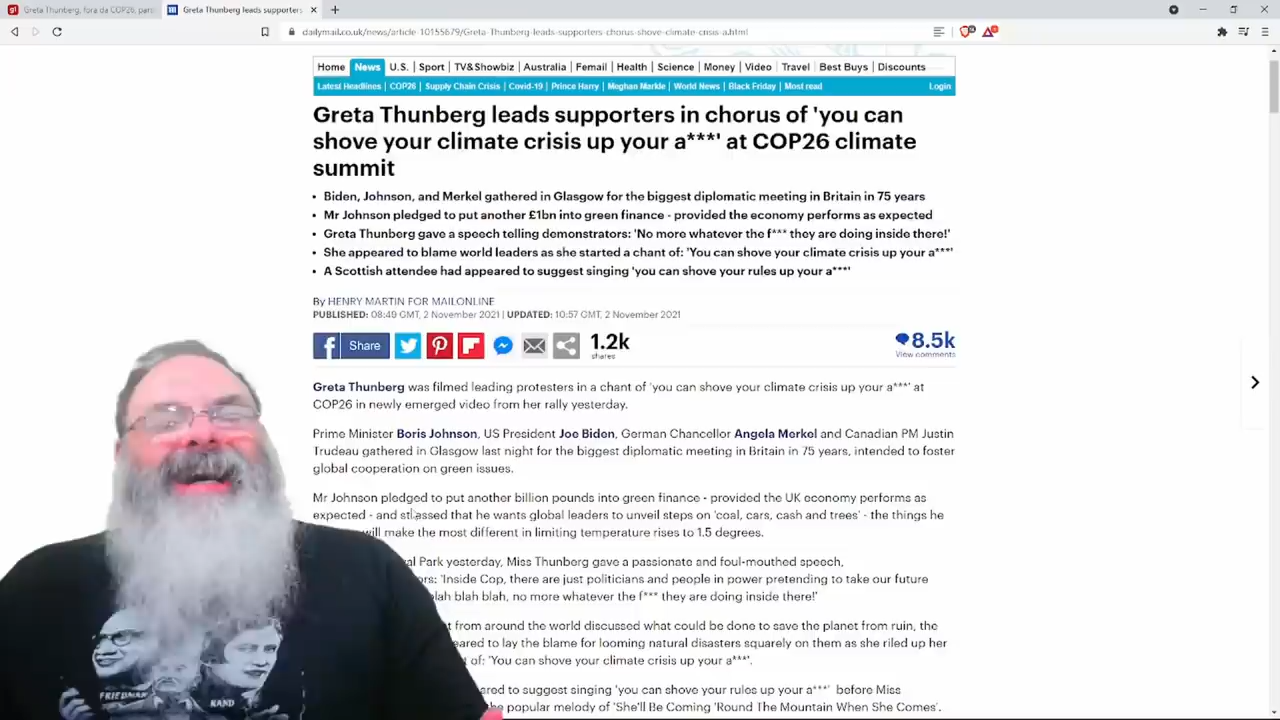 Greta Thunberg, fora da COP26, pars
Greta Thunberg leads supporters
dailymail.co.uk/news/article-10155679/Greta-Thunberg-leads-supporters-chorus-shove-climate-crisis-a.html
Home News U.S. Sport TV&Showbiz Australia Femail Health Science Money Video Travel Best Buys Discounts
Latest Headlines COP26 Supply Chain Crisis Covid-19 Prince Harry Meghan Markle World News Black Friday Most read Login
Greta Thunberg leads supporters in chorus of 'you can
shove your climate crisis up your a***' at COP26 climate
summit
• Biden, Johnson, and Merkel gathered in Glasgow for the biggest diplomatic meeting in Britain in 75 years
• Mr Johnson pledged to put another £1bn into green finance - provided the economy performs as expected
• Greta Thunberg gave a speech telling demonstrators: 'No more whatever the f*** they are doing inside there!'
• She appeared to blame world leaders as she started a chant of: 'You can shove your climate crisis up your a***'
• A Scottish attendee had appeared to suggest singing 'you can shove your rules up your a***'
By HENRY MARTIN FOR MAILONLINE
PUBLISHED: 08:49 GMT, 2 November 2021 | UPDATED: 10:57 GMT, 2 November 2021
Share
1.2k
shares
8.5k
View comments
Greta Thunberg was filmed leading protesters in a chant of 'you can shove your climate crisis up your a***' at
COP26 in newly emerged video from her rally yesterday.
Prime Minister Boris Johnson, US President Joe Biden, German Chancellor Angela Merkel and Canadian PM Justin
Trudeau gathered in Glasgow last night for the biggest diplomatic meeting in Britain in 75 years, intended to foster
global cooperation on green issues.
Mr Johnson pledged to put another billion pounds into green finance - provided the UK economy performs as
expected - and stressed that he wants global leaders to unveil steps on 'coal, cars, cash and trees' - the things he
will make the most different in limiting temperature rises to 1.5 degrees.
Park yesterday, Miss Thunberg gave a passionate and foul-mouthed speech,
'Inside Cop, there are just politicians and people in power pretending to take our future
blah blah, no more whatever the f*** they are doing inside there!'
from around the world discussed what could be done to save the planet from ruin, the
to lay the blame for looming natural disasters squarely on them as she riled up her
of: 'You can shove your climate crisis up your a***'.
to suggest singing 'you can shove your rules up your a***' before Miss
the popular melody of 'She'll Be Coming 'Round The Mountain When She Comes'.
FRIEDMAN
RAND